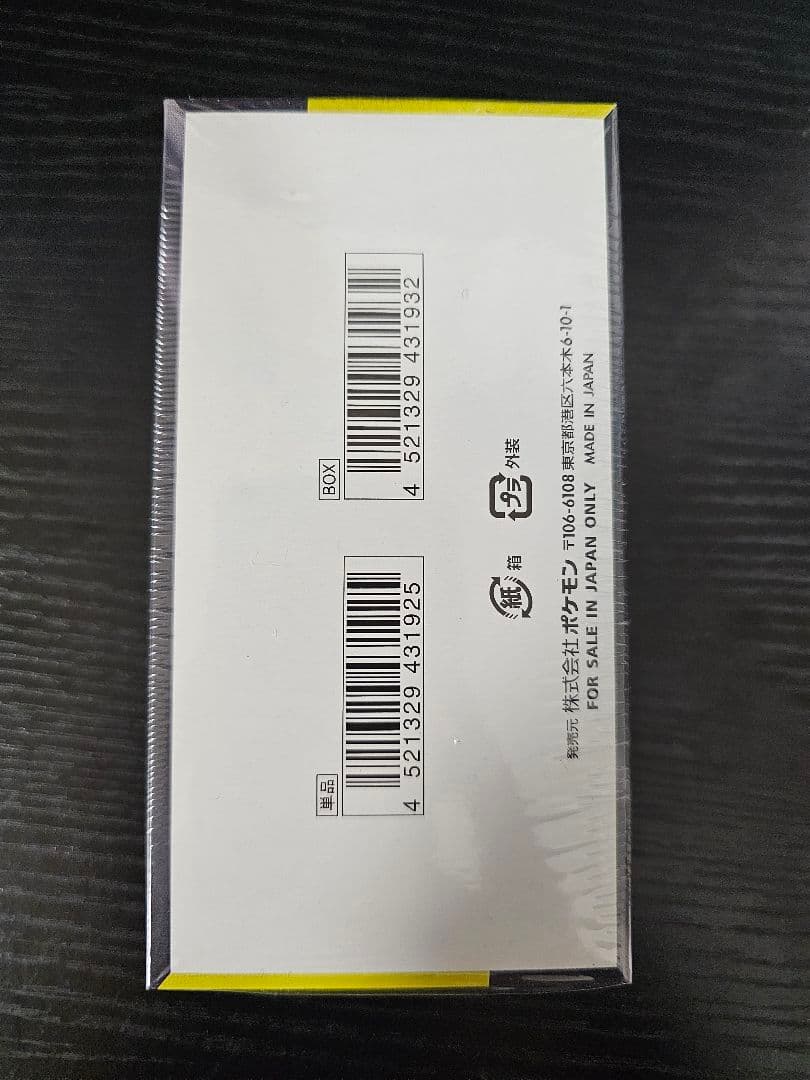 単品
4 521329 431925
BOX
4 521329 431932
紙 箱
プラ 外装
発売元 株式会社ポケモン 〒106-6108 東京都港区六本木6-10-1
FOR SALE IN JAPAN ONLY MADE IN JAPAN